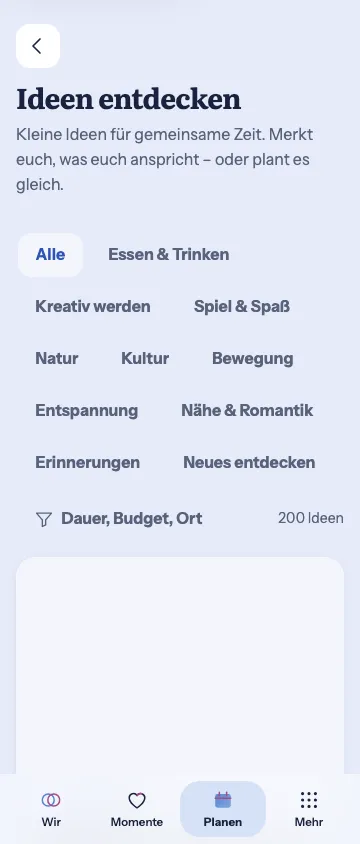 Ideen entdecken
Kleine Ideen für gemeinsame Zeit. Merkt
euch, was euch anspricht – oder plant es
gleich.
Alle Essen & Trinken
Kreativ werden Spiel & Spaß
Natur Kultur Bewegung
Entspannung Nähe & Romantik
Erinnerungen Neues entdecken
Dauer, Budget, Ort 200 Ideen
Wir Momente Planen Mehr